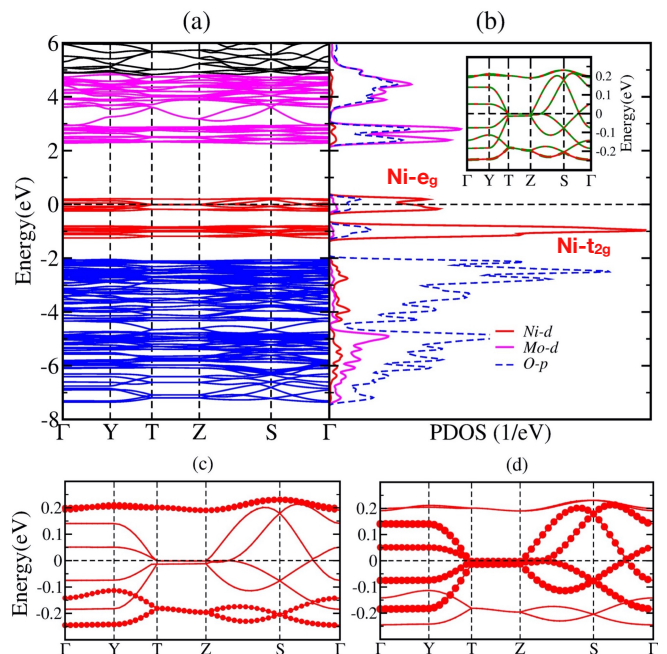 (a) (b)
6
4
2
0
-2
-4
-6
-8
Energy(eV)
Γ Y T Z S Γ
PDOS (1/eV)
Ni-eg
Ni-t2g
Ni-d
Mo-d
O-p
0.2
0.1
0
-0.1
-0.2
Energy(eV)
Γ Y T Z S Γ
(c) (d)
0.2
0.1
0
-0.1
-0.2
Energy(eV)
Γ Y T Z S Γ
0.2
0.1
0
-0.1
-0.2
Γ Y T Z S Γ